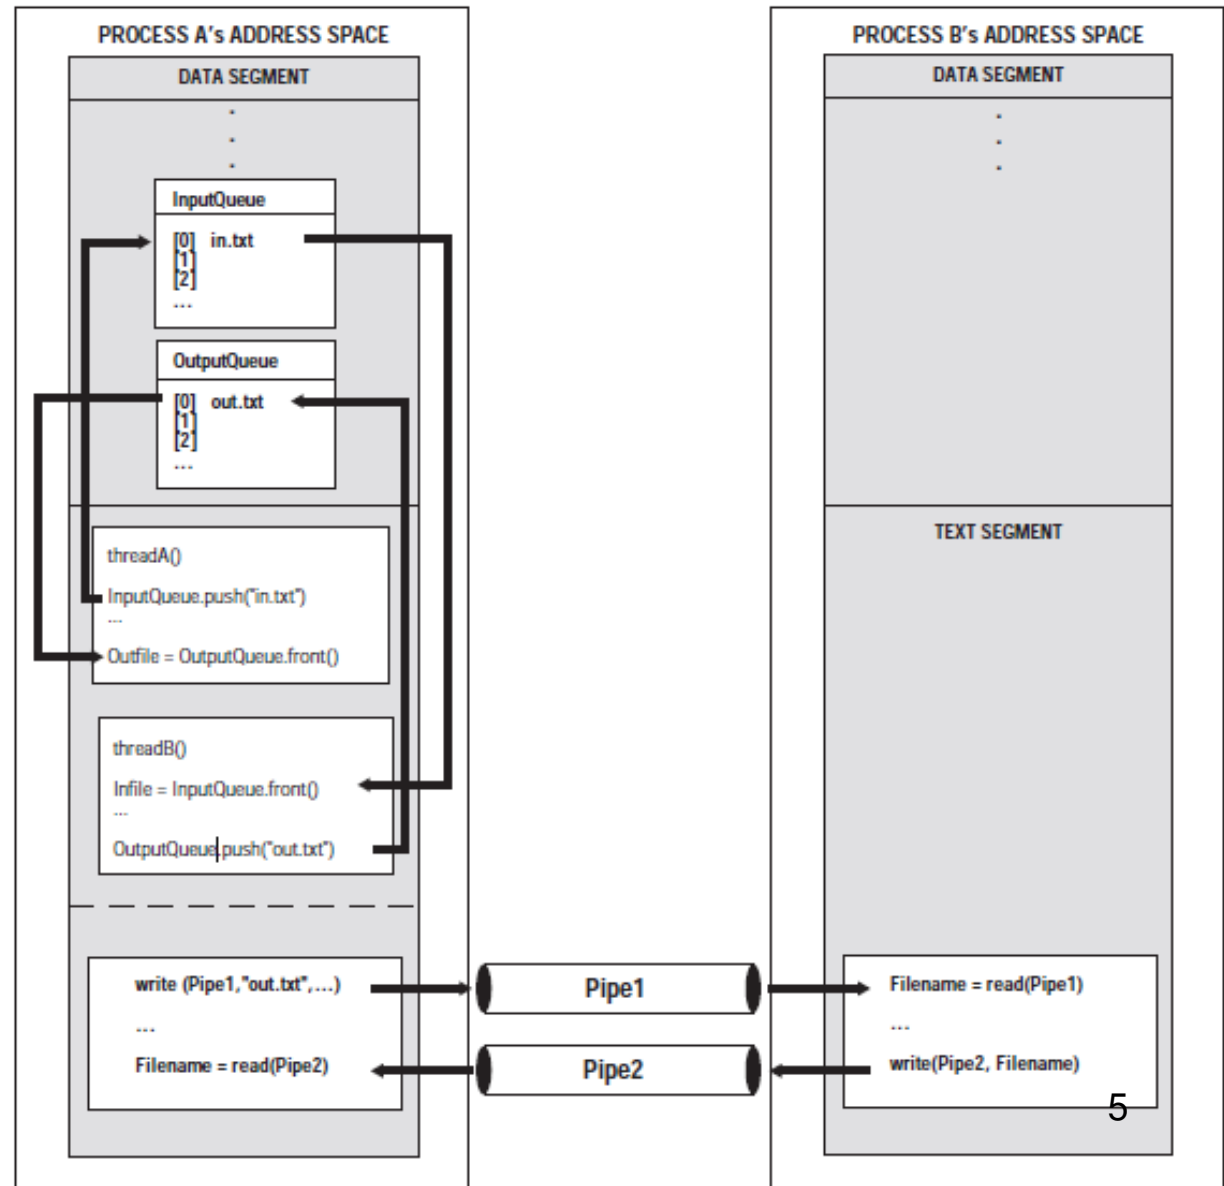 PROCESS A's ADDRESS SPACE
DATA SEGMENT
.
.
.
InputQueue
[0] in.txt
[1]
[2]
...
OutputQueue
[0] out.txt
[1]
[2]
...
threadA()
InputQueue.push("in.txt")
...
Outfile = OutputQueue.front()
threadB()
Infile = InputQueue.front()
...
OutputQueue.push("out.txt")
write (Pipe1,"out.txt",...)
...
Filename = read(Pipe2)
Pipe1
Pipe2
PROCESS B's ADDRESS SPACE
DATA SEGMENT
.
.
.
TEXT SEGMENT
Filename = read(Pipe1)
...
write(Pipe2, Filename)
5